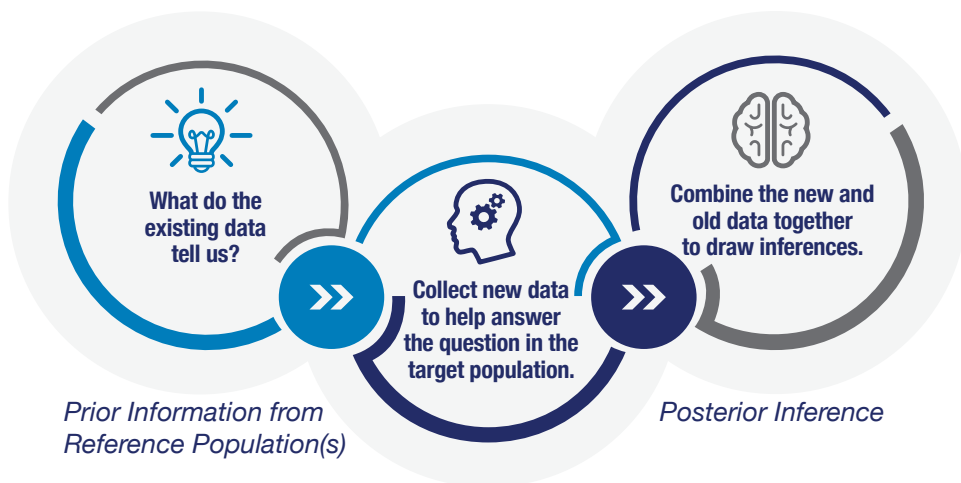 What do the
existing data
tell us?
Collect new data
to help answer
the question in the
target population.
Combine the new and
old data together
to draw inferences.
Prior Information from
Reference Population(s)
Posterior Inference